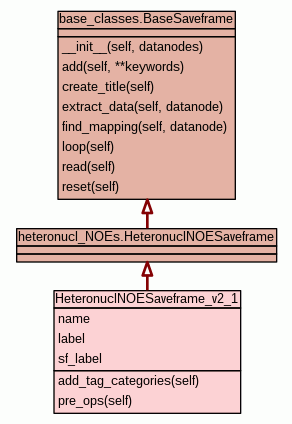 base_classes.BaseSaveframe
__init__(self, datanodes)
add(self, **keywords)
create_title(self)
extract_data(self, datanode)
find_mapping(self, datanode)
loop(self)
read(self)
reset(self)
heteronucl_NOEs.HeteronuclNOESaveframe
HeteronuclNOESaveframe_v2_1
name
label
sf_label
add_tag_categories(self)
pre_ops(self)